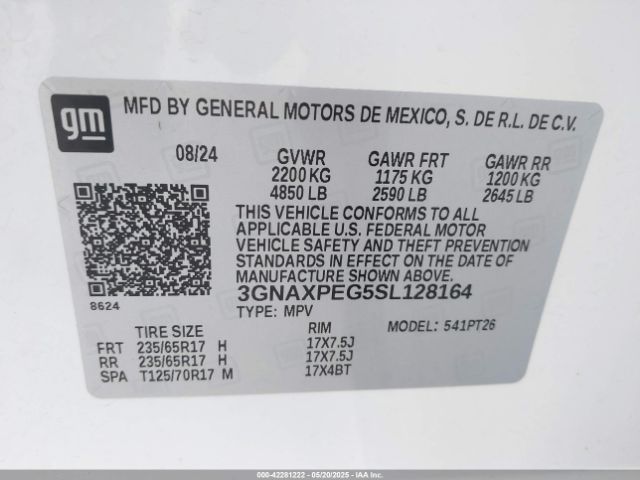 gm
MFD BY GENERAL MOTORS DE MEXICO, S. DE R.L. DE C.V.
08/24 GVWR GAWR FRT GAWR RR
2200 KG 1175 KG 1200 KG
4850 LB 2590 LB 2645 LB
THIS VEHICLE CONFORMS TO ALL
APPLICABLE U.S. FEDERAL MOTOR
VEHICLE SAFETY AND THEFT PREVENTION
STANDARDS IN EFFECT ON THE DATE OF
MANUFACTURE SHOWN ABOVE.
8624
3GNAXPEG5SL128164
TYPE: MPV MODEL: 541PT26
TIRE SIZE RIM
FRT 235/65R17 H 17X7.5J
RR 235/65R17 H 17X7.5J
SPA T125/70R17 M 17X4BT
000-42281222 — 05/20/2025 — IAAI.COM